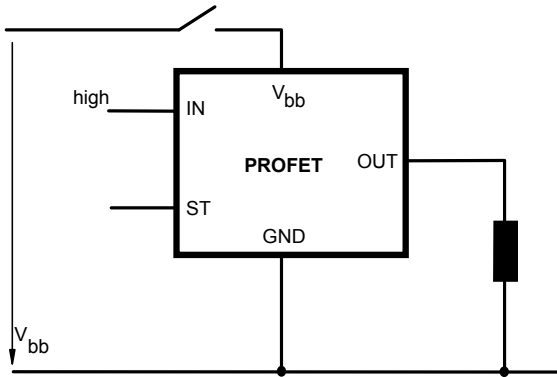 Vbb
high
IN
PROFET
OUT
ST
GND
Vbb